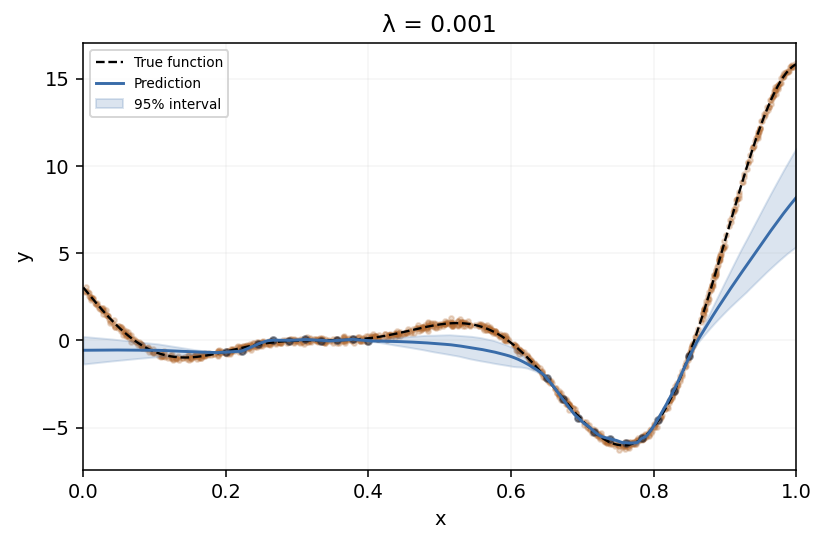 λ = 0.001
True function
Prediction
95% interval
15
10
5
0
−5
y
0.0 0.2 0.4 0.6 0.8 1.0
x